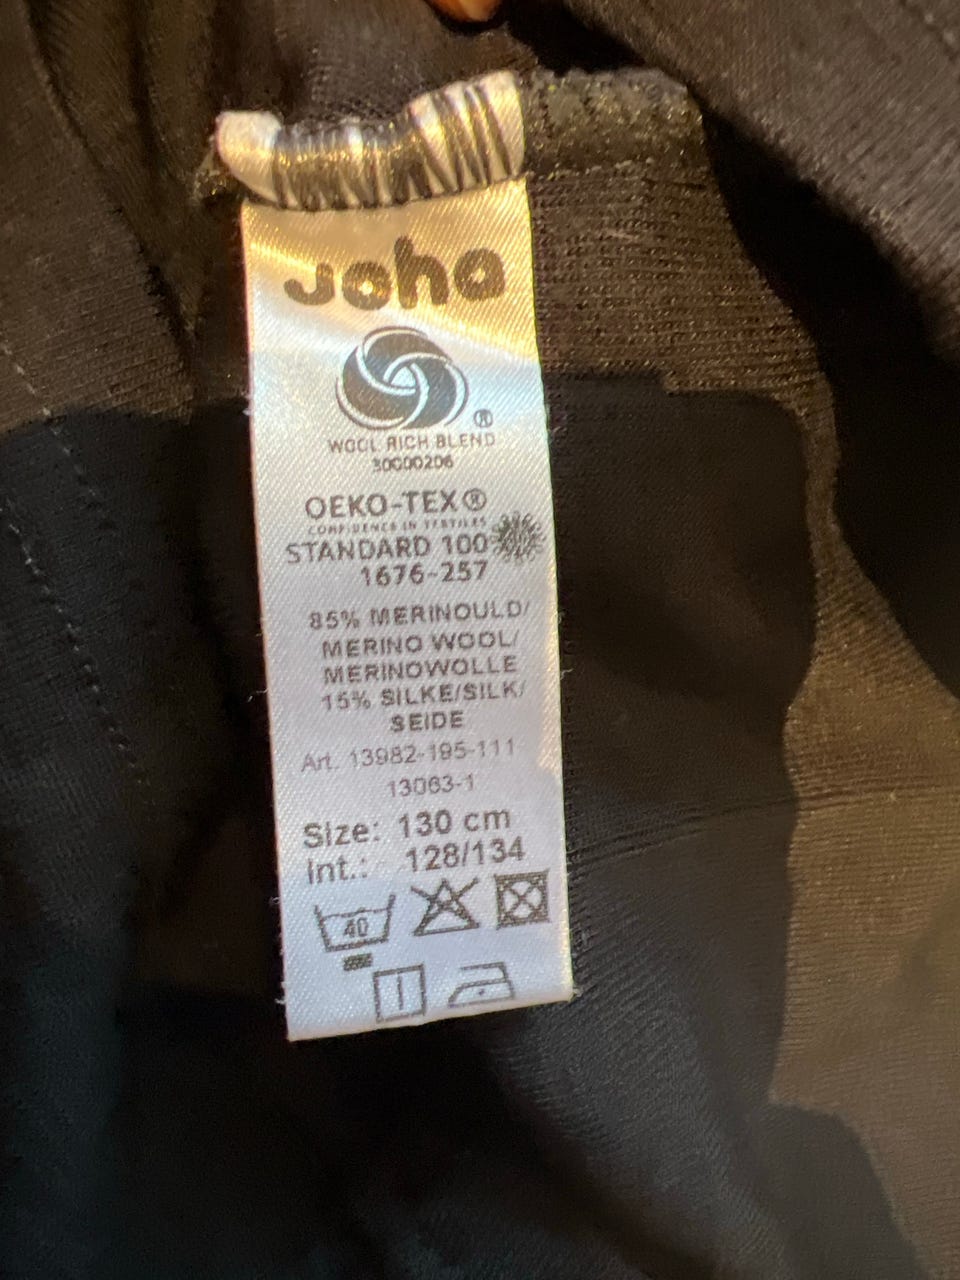 Joha
®
WOOL RICH BLEND
30000206
OEKO-TEX®
CONFIDENCE IN TEXTILES
STANDARD 100
1676-257
85% MERINOULD/
MERINO WOOL/
MERINOWOLLE
15% SILKE/SILK/
SEIDE
Art. 13982-195-111
13063-1
Size: 130 cm
Int.: 128/134
40